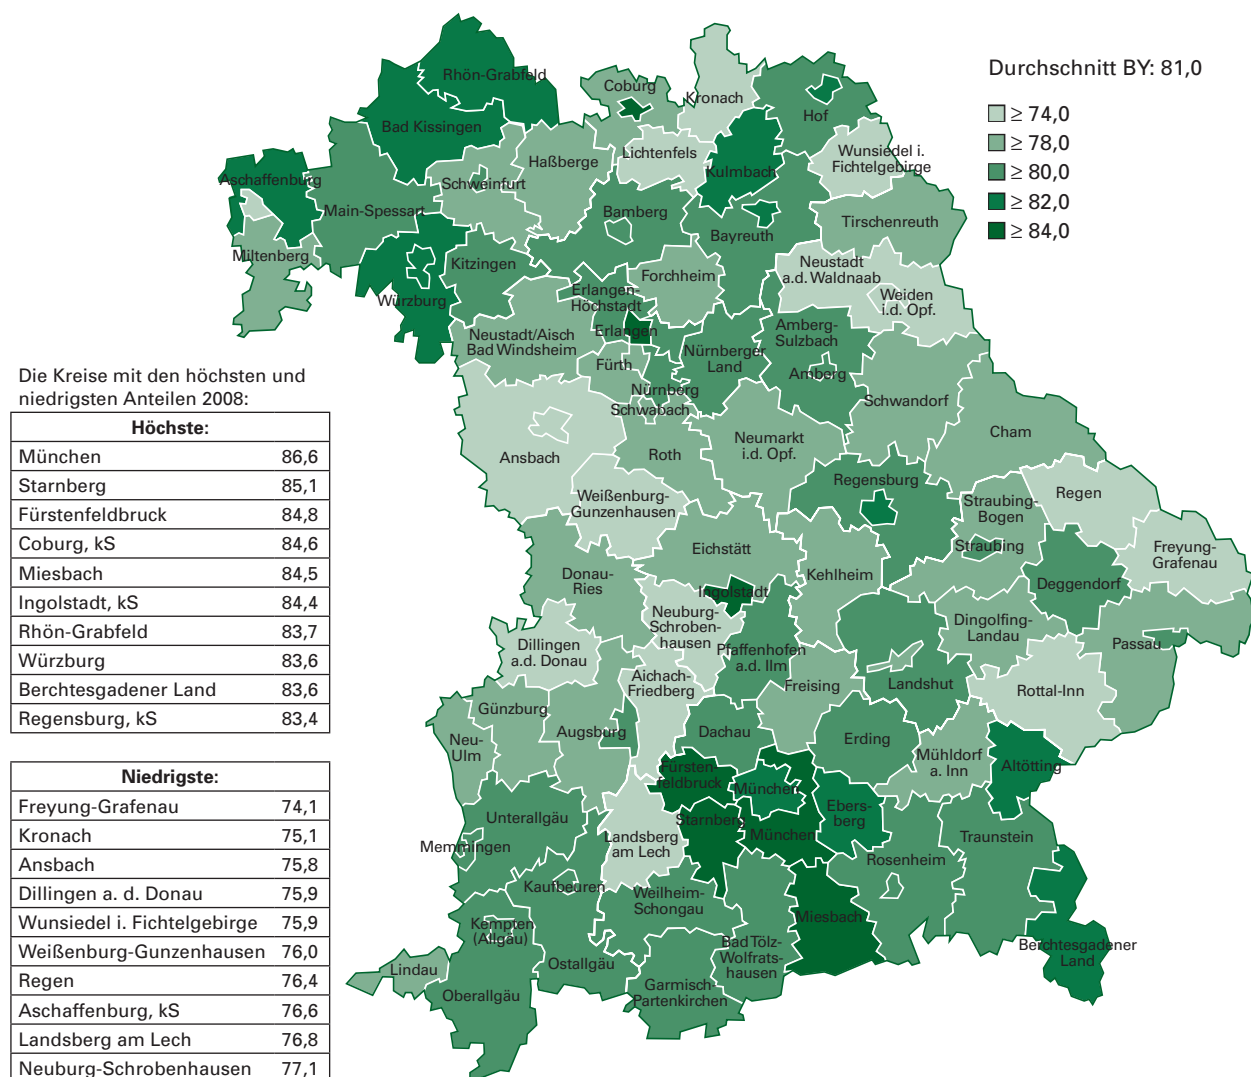 Durchschnitt BY: 81,0
≥ 74,0
≥ 78,0
≥ 80,0
≥ 82,0
≥ 84,0
Rhön-Grabfeld
Coburg
Kronach
Hof
Bad Kissingen
Lichtenfels
Kulmbach
Wunsiedel i.
Fichtelgebirge
Haßberge
Schweinfurt
Aschaffenburg
Main-Spessart
Bamberg
Bayreuth
Tirschenreuth
Miltenberg
Kitzingen
Forchheim
Neustadt
a.d. Waldnaab
Würzburg
Erlangen-
Höchstadt
Weiden
i.d. Opf.
Neustadt/Aisch
Bad Windsheim
Erlangen
Nürnberger
Land
Amberg-
Sulzbach
Fürth
Amberg
Nürnberg
Schwabach
Schwandorf
Ansbach
Roth
Neumarkt
i.d. Opf.
Cham
Weißenburg-
Gunzenhausen
Regensburg
Straubing-
Bogen
Regen
Eichstätt
Straubing
Freyung-
Grafenau
Donau-
Ries
Kehlheim
Deggendorf
Ingolstadt
Neuburg-
Schroben-
hausen
Dingolfing-
Landau
Dillingen
a.d. Donau
Pfaffenhofen
a.d. Ilm
Passau
Aichach-
Friedberg
Freising
Landshut
Rottal-Inn
Günzburg
Augsburg
Dachau
Erding
Neu-
Ulm
Mühldorf
a. Inn
Altötting
Fürsten-
feldbruck
München
Ebers-
berg
Unterallgäu
Starnberg
München
Memmingen
Landsberg
am Lech
Traunstein
Rosenheim
Kaufbeuren
Weilheim-
Schongau
Miesbach
Kempten
(Allgäu)
Bad Tölz-
Wolfrats-
hausen
Berchtesgadener
Land
Lindau
Ostallgäu
Oberallgäu
Garmisch-
Partenkirchen
Die Kreise mit den höchsten und
niedrigsten Anteilen 2008:
Höchste:
München 86,6
Starnberg 85,1
Fürstenfeldbruck 84,8
Coburg, kS 84,6
Miesbach 84,5
Ingolstadt, kS 84,4
Rhön-Grabfeld 83,7
Würzburg 83,6
Berchtesgadener Land 83,6
Regensburg, kS 83,4
Niedrigste:
Freyung-Grafenau 74,1
Kronach 75,1
Ansbach 75,8
Dillingen a. d. Donau 75,9
Wunsiedel i. Fichtelgebirge 75,9
Weißenburg-Gunzenhausen 76,0
Regen 76,4
Aschaffenburg, kS 76,6
Landsberg am Lech 76,8
Neuburg-Schrobenhausen 77,1